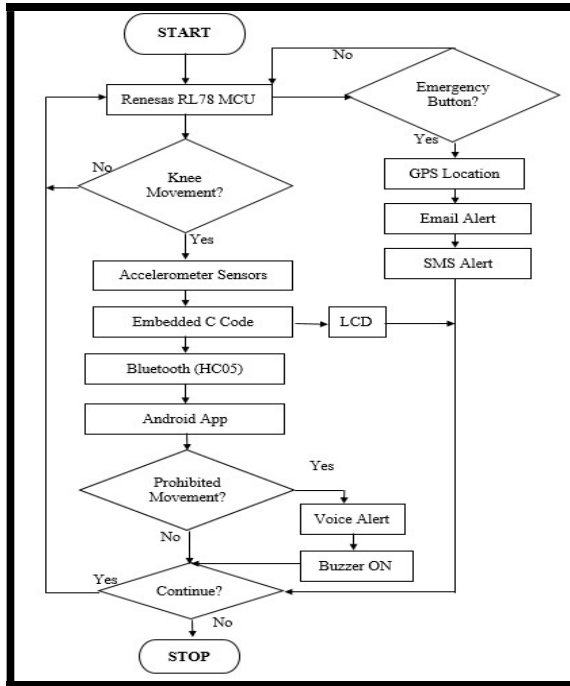 START
No
Renesas RL78 MCU
Emergency
Button?
Yes
No
Knee
Movement?
GPS Location
Email Alert
Yes
SMS Alert
Accelerometer Sensors
Embedded C Code
LCD
Bluetooth (HC05)
Android App
Yes
Prohibited
Movement?
Voice Alert
No
Buzzer ON
Yes
Continue?
No
STOP